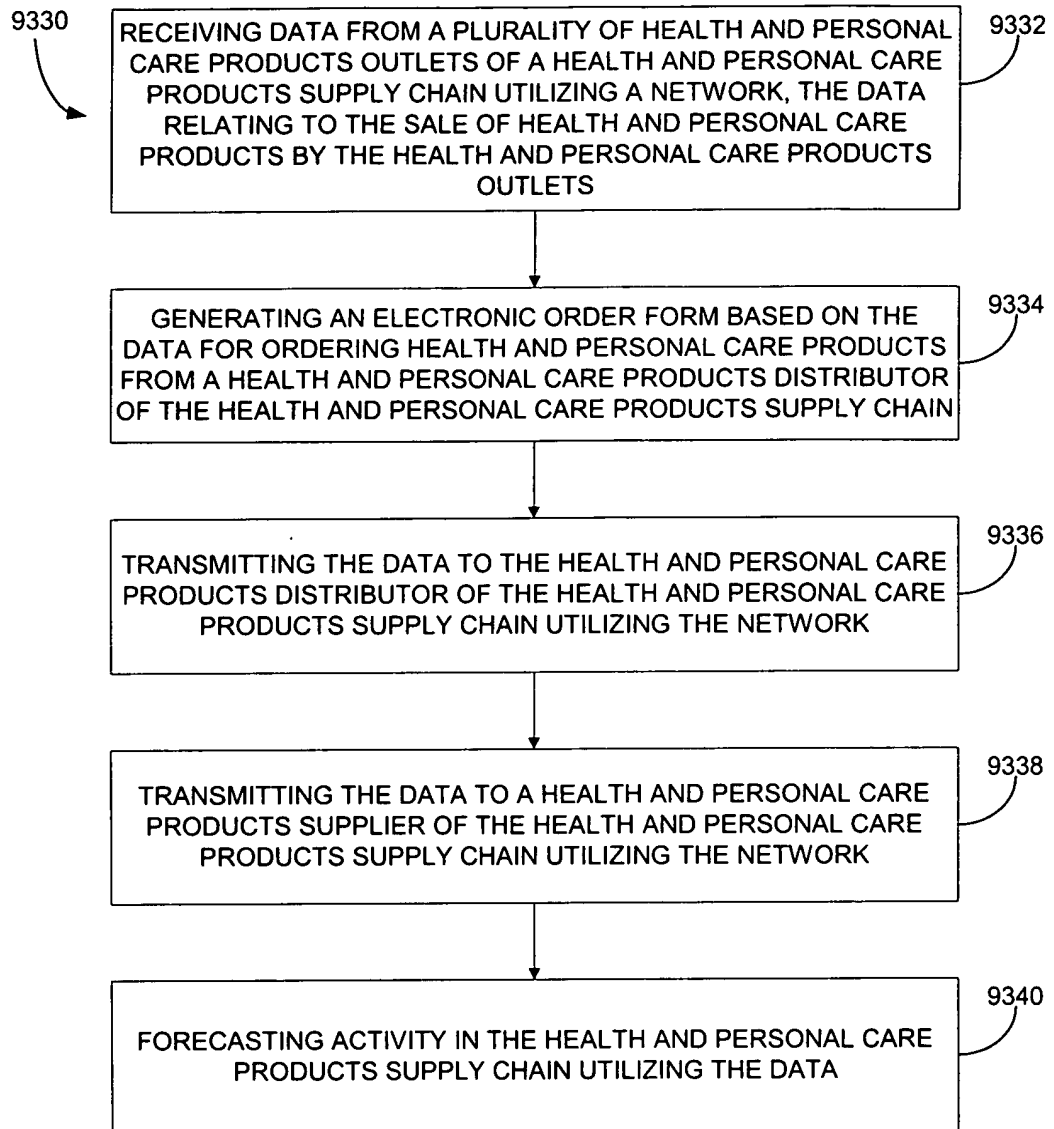 9330
RECEIVING DATA FROM A PLURALITY OF HEALTH AND PERSONAL
CARE PRODUCTS OUTLETS OF A HEALTH AND PERSONAL CARE
PRODUCTS SUPPLY CHAIN UTILIZING A NETWORK, THE DATA
RELATING TO THE SALE OF HEALTH AND PERSONAL CARE
PRODUCTS BY THE HEALTH AND PERSONAL CARE PRODUCTS
OUTLETS
9332
GENERATING AN ELECTRONIC ORDER FORM BASED ON THE
DATA FOR ORDERING HEALTH AND PERSONAL CARE PRODUCTS
FROM A HEALTH AND PERSONAL CARE PRODUCTS DISTRIBUTOR
OF THE HEALTH AND PERSONAL CARE PRODUCTS SUPPLY CHAIN
9334
TRANSMITTING THE DATA TO THE HEALTH AND PERSONAL CARE
PRODUCTS DISTRIBUTOR OF THE HEALTH AND PERSONAL CARE
PRODUCTS SUPPLY CHAIN UTILIZING THE NETWORK
9336
TRANSMITTING THE DATA TO A HEALTH AND PERSONAL CARE
PRODUCTS SUPPLIER OF THE HEALTH AND PERSONAL CARE
PRODUCTS SUPPLY CHAIN UTILIZING THE NETWORK
9338
FORECASTING ACTIVITY IN THE HEALTH AND PERSONAL CARE
PRODUCTS SUPPLY CHAIN UTILIZING THE DATA
9340